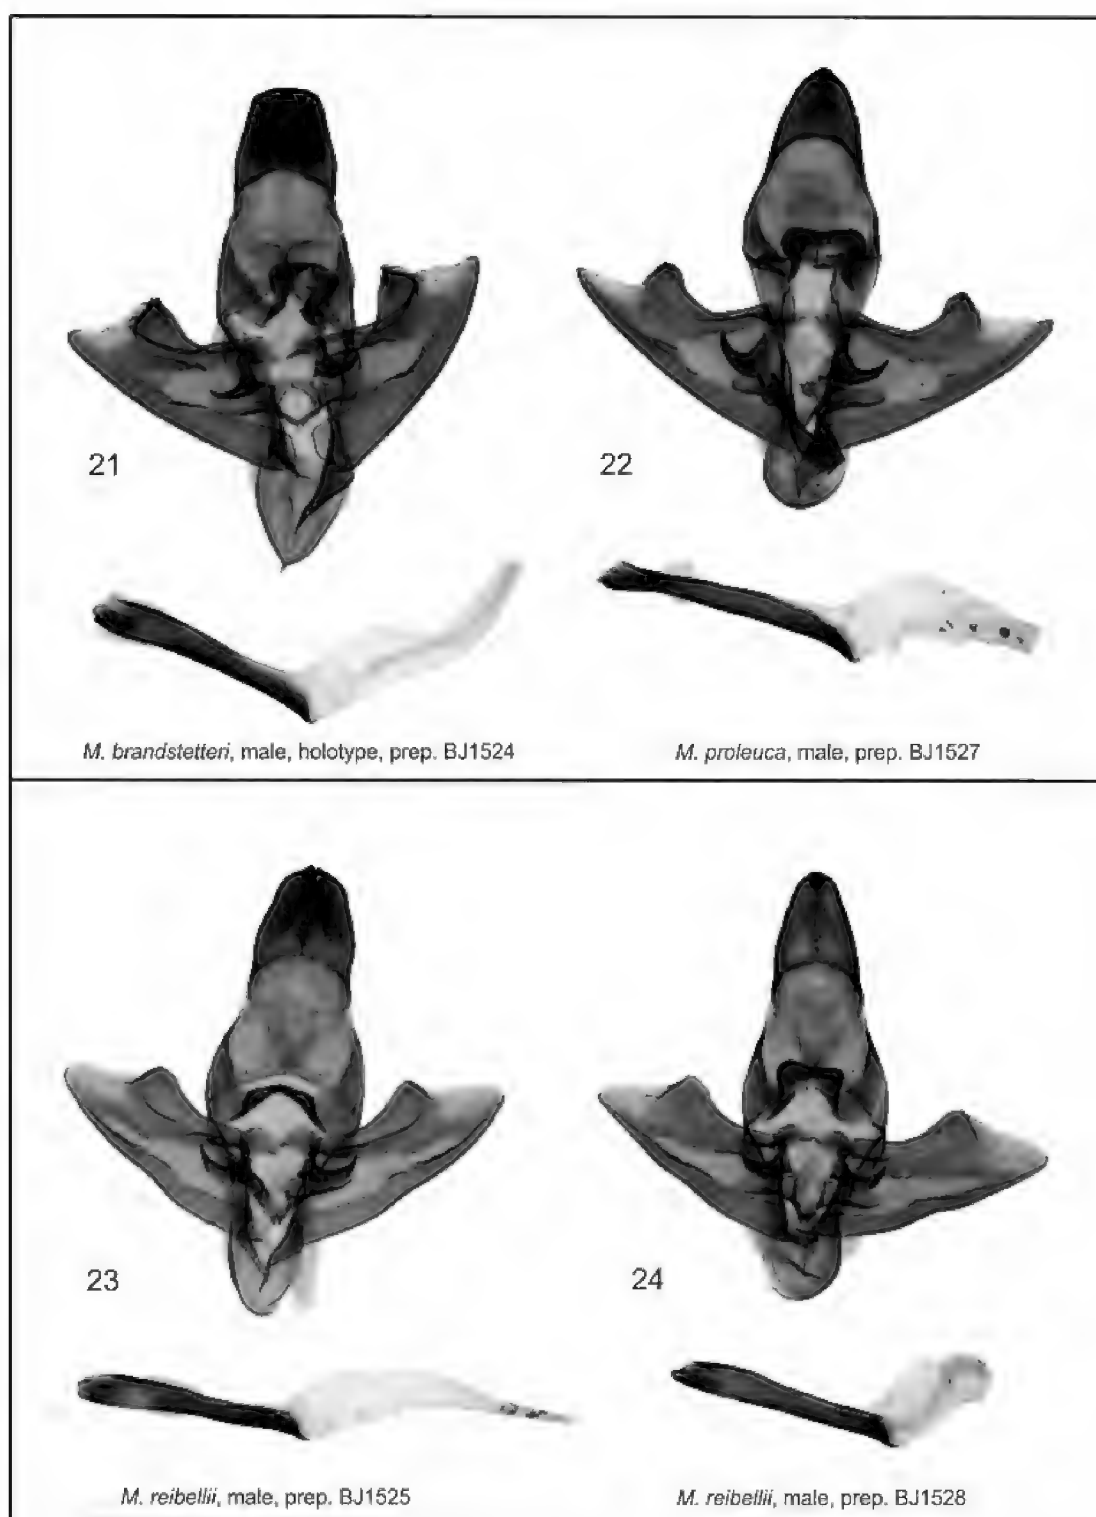 21
22
M. brandstetteri, male, holotype, prep. BJ1524
M. proleuca, male, prep. BJ1527
23
24
M. reibellii, male, prep. BJ1525
M. reibellii, male, prep. BJ1528